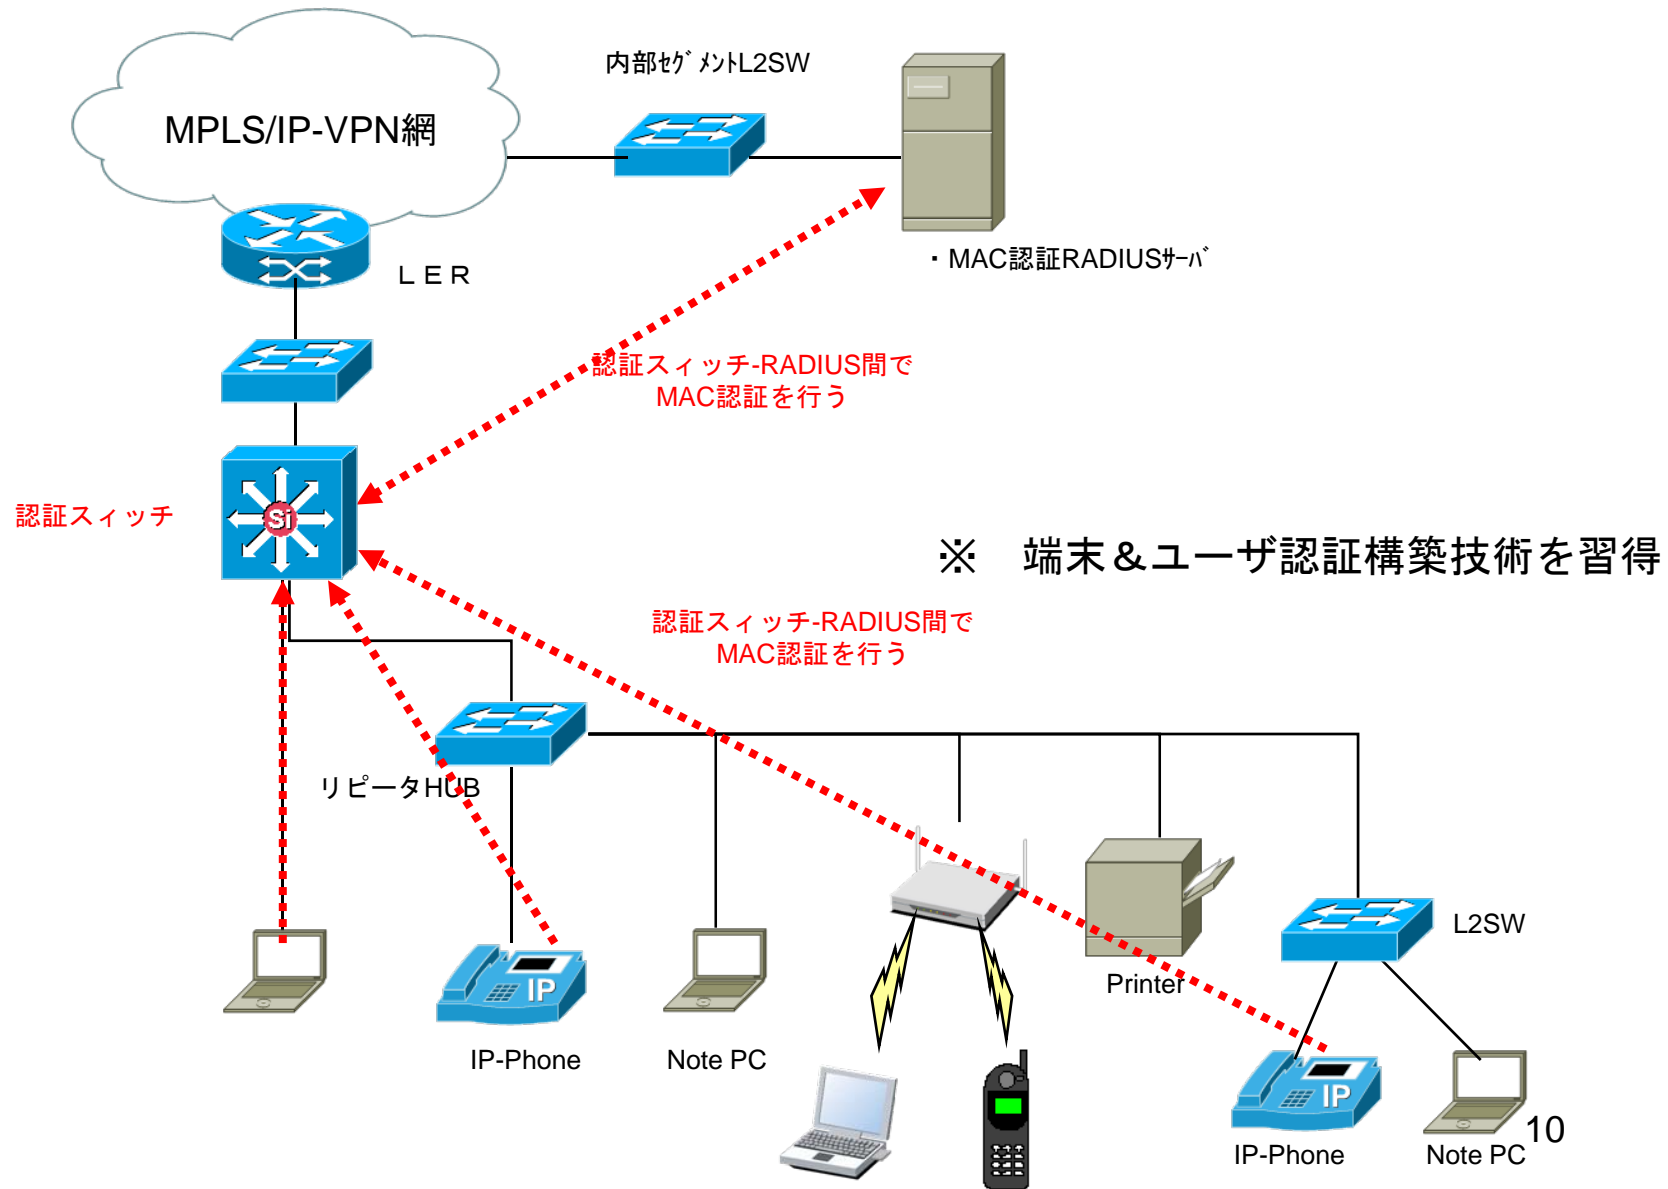 内部ｾｸﾞﾒﾝﾄL2SW
MPLS/IP-VPN網
・MAC認証RADIUSｻｰﾊﾞ
ＬＥＲ
認証スィッチ-RADIUS間で
MAC認証を行う
Si
認証スィッチ
※　端末＆ユーザ認証構築技術を習得
認証スィッチ-RADIUS間で
MAC認証を行う
リピータHUB
L2SW
IP
Printer
IP-Phone
Note PC
IP
10
IP-Phone
Note PC